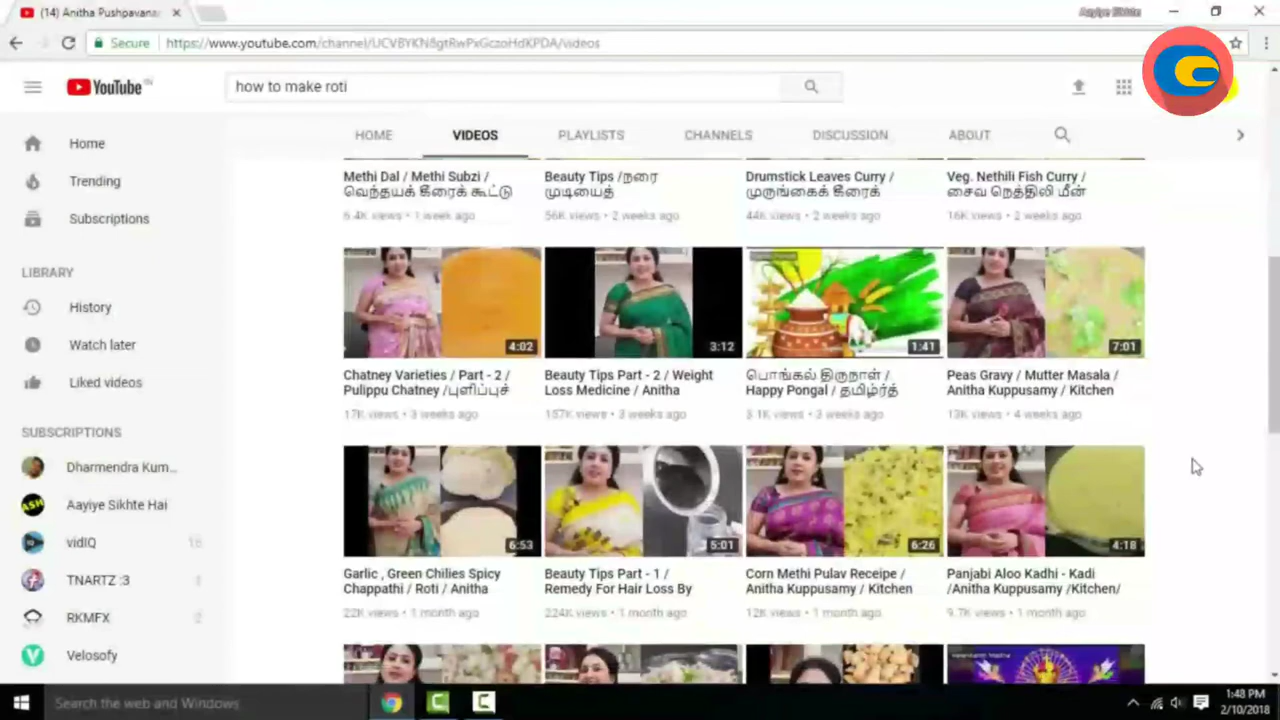 (14) Anitha Pushpavana
Aayiye Sikhte
Secure
https://www.youtube.com/channel/UCVBYKN8gtRwPxGczoHdKPDA/videos
YouTube IN
how to make roti
HOME VIDEOS PLAYLISTS CHANNELS DISCUSSION ABOUT
Home
Trending
Subscriptions
LIBRARY
History
Watch later
Liked videos
SUBSCRIPTIONS
Dharmendra Kum...
ASH
Aayiye Sikhte Hai
vidIQ 16
TNARTZ :3 1
RKMFX 2
Velosofy
Methi Dal / Methi Subzi /
வெந்தயக் கீரைக் கூட்டு
6.4K views • 1 week ago
Beauty Tips /நரை
முடியைத்
56K views • 2 weeks ago
Drumstick Leaves Curry /
முருங்கைக் கீரைக்
44K views • 2 weeks ago
Veg. Nethili Fish Curry /
சைவ நெத்திலி மீன்
16K views • 2 weeks ago
4:02
Chatney Varieties / Part - 2 /
Pulippu Chatney /புளிப்புச்
17K views • 3 weeks ago
3:12
Beauty Tips Part - 2 / Weight
Loss Medicine / Anitha
157K views • 3 weeks ago
1:41
பொங்கல் திருநாள் /
Happy Pongal / தமிழ்ர்த்
3.1K views • 3 weeks ago
7:01
Peas Gravy / Mutter Masala /
Anitha Kuppusamy / Kitchen
13K views • 4 weeks ago
6:53
Garlic , Green Chilies Spicy
Chappathi / Roti / Anitha
22K views • 1 month ago
5:01
Beauty Tips Part - 1 /
Remedy For Hair Loss By
224K views • 1 month ago
6:26
Corn Methi Pulav Receipe /
Anitha Kuppusamy / Kitchen
12K views • 1 month ago
4:18
Panjabi Aloo Kadhi - Kadi
/Anitha Kuppusamy /Kitchen/
9.7K views • 1 month ago
Search the web and Windows
1:48 PM
2/10/2018